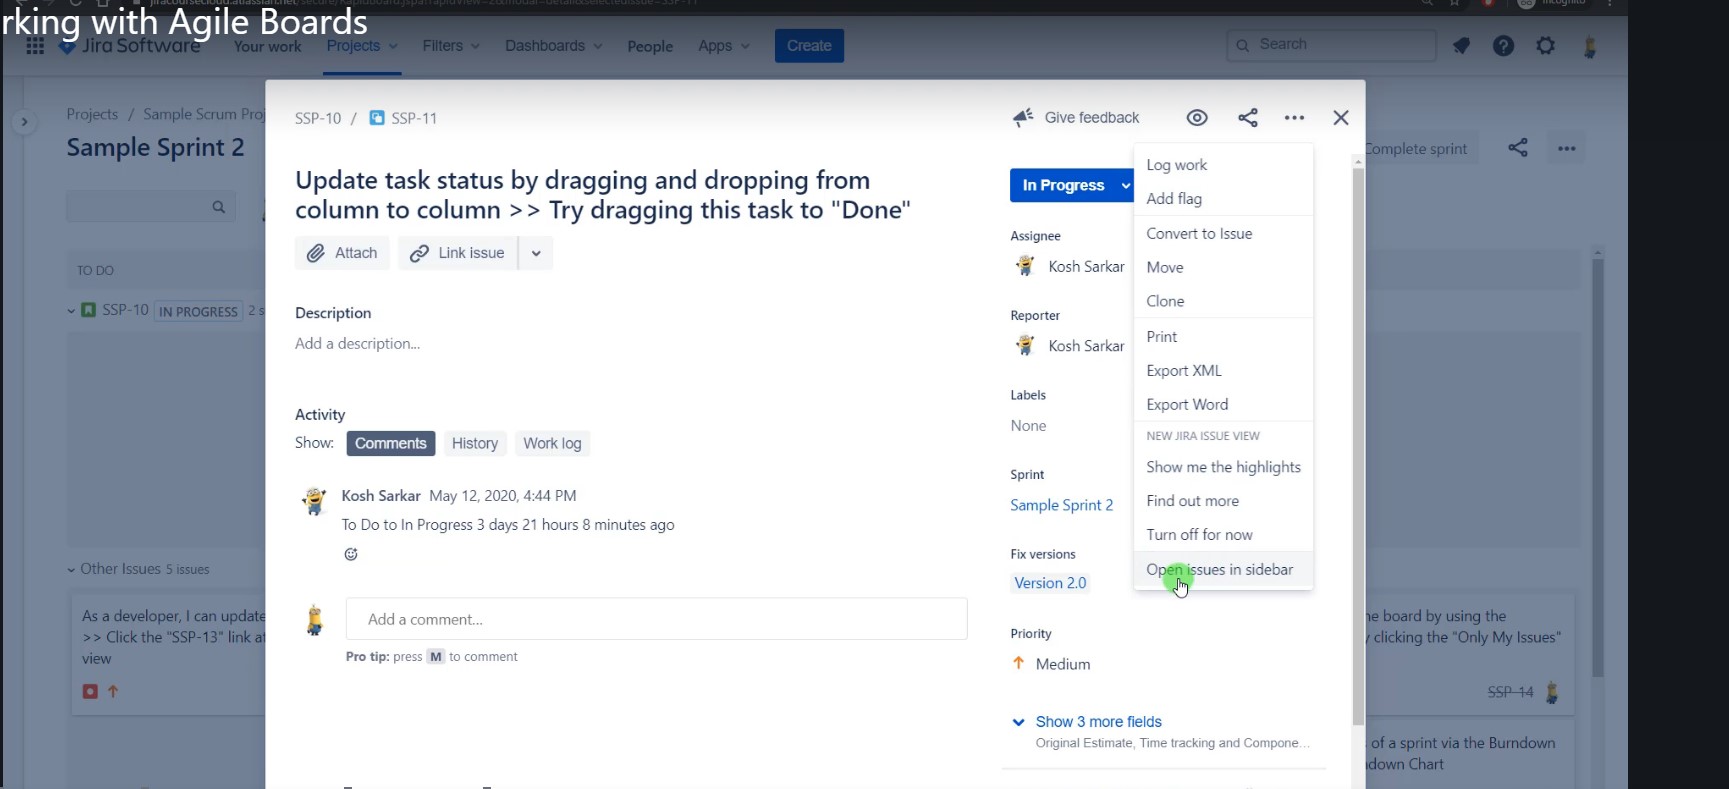 rking with Agile Boards
Jira Software Your work Projects Filters Dashboards People Apps Create Search
Projects / Sample Scrum Proj
Sample Sprint 2
Complete sprint
TO DO
SSP-10 IN PROGRESS 2 s
Other Issues 5 issues
As a developer, I can update
>> Click the "SSP-13" link at
view
SSP-10 / SSP-11
Give feedback
Update task status by dragging and dropping from
column to column >> Try dragging this task to "Done"
Attach Link issue
Description
Add a description...
Activity
Show: Comments History Work log
Kosh Sarkar May 12, 2020, 4:44 PM
To Do to In Progress 3 days 21 hours 8 minutes ago
Add a comment...
Pro tip: press M to comment
In Progress
Assignee
Kosh Sarkar
Reporter
Kosh Sarkar
Labels
None
Sprint
Sample Sprint 2
Fix versions
Version 2.0
Priority
Medium
Show 3 more fields
Original Estimate, Time tracking and Compone...
Log work
Add flag
Convert to Issue
Move
Clone
Print
Export XML
Export Word
NEW JIRA ISSUE VIEW
Show me the highlights
Find out more
Turn off for now
Open issues in sidebar
he board by using the
y clicking the "Only My Issues"
SSP-14
of a sprint via the Burndown
down Chart